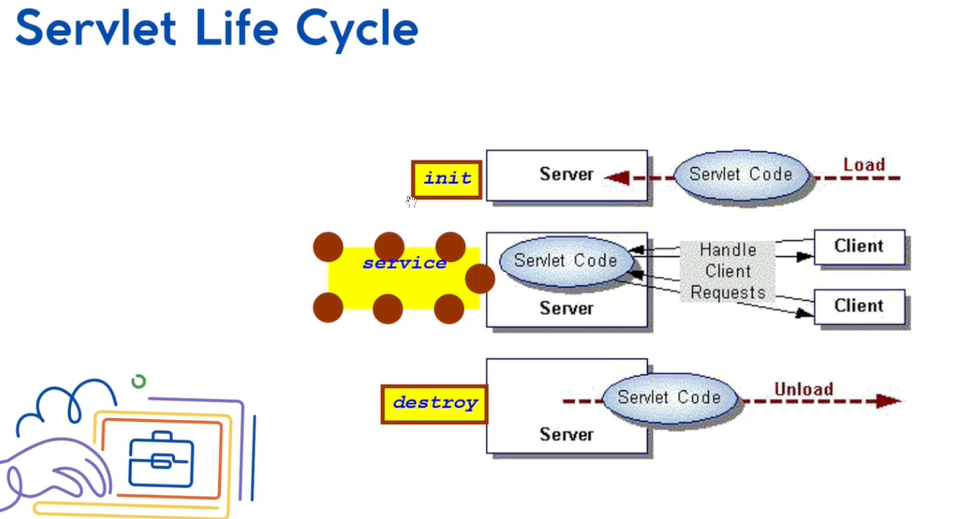 Servlet Life Cycle
init
Server
Servlet Code
Load
service
Servlet Code
Server
Handle
Client
Requests
Client
Client
destroy
Servlet Code
Server
Unload